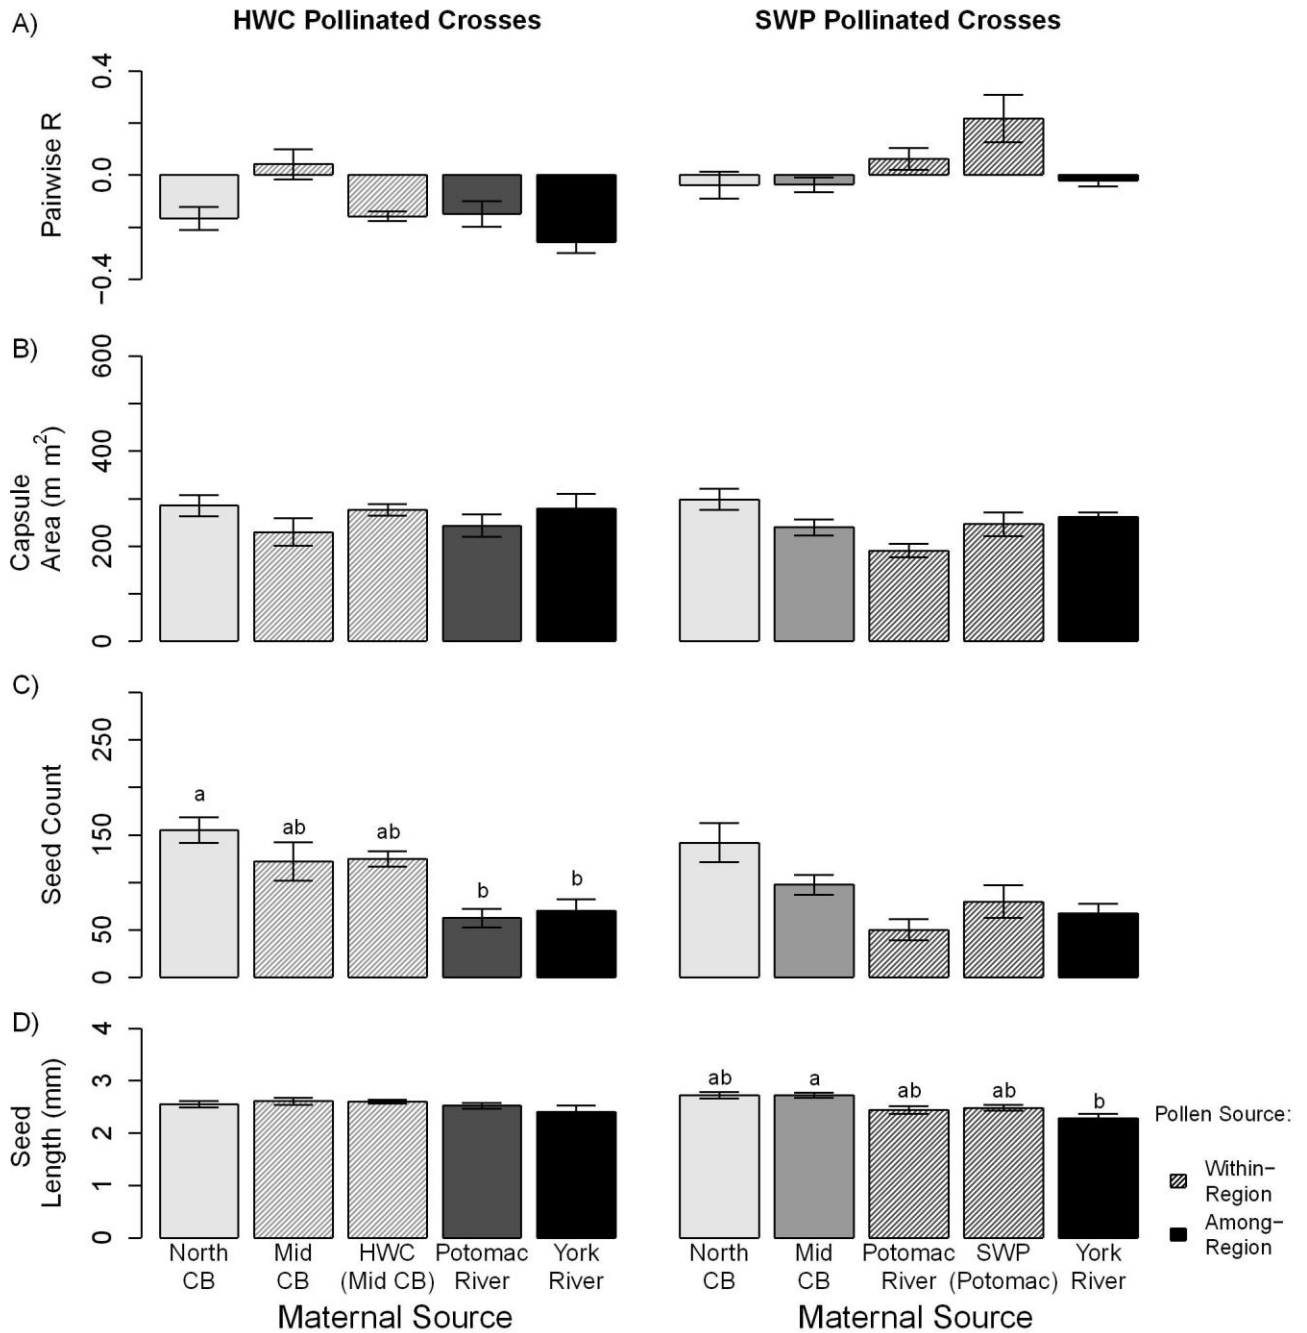 HWC Pollinated Crosses
SWP Pollinated Crosses
A)
Pairwise R
0.4
0.0
−0.4
B)
Capsule
Area (m m²)
600
400
200
0
C)
Seed Count
250
150
50
0
a
ab
ab
b
b
D)
Seed
Length (mm)
4
3
2
1
0
ab
a
ab
ab
b
North
CB
Mid
CB
HWC
(Mid CB)
Potomac
River
York
River
Maternal Source
North
CB
Mid
CB
Potomac
River
SWP
(Potomac)
York
River
Maternal Source
Pollen Source:
Within−
Region
Among−
Region